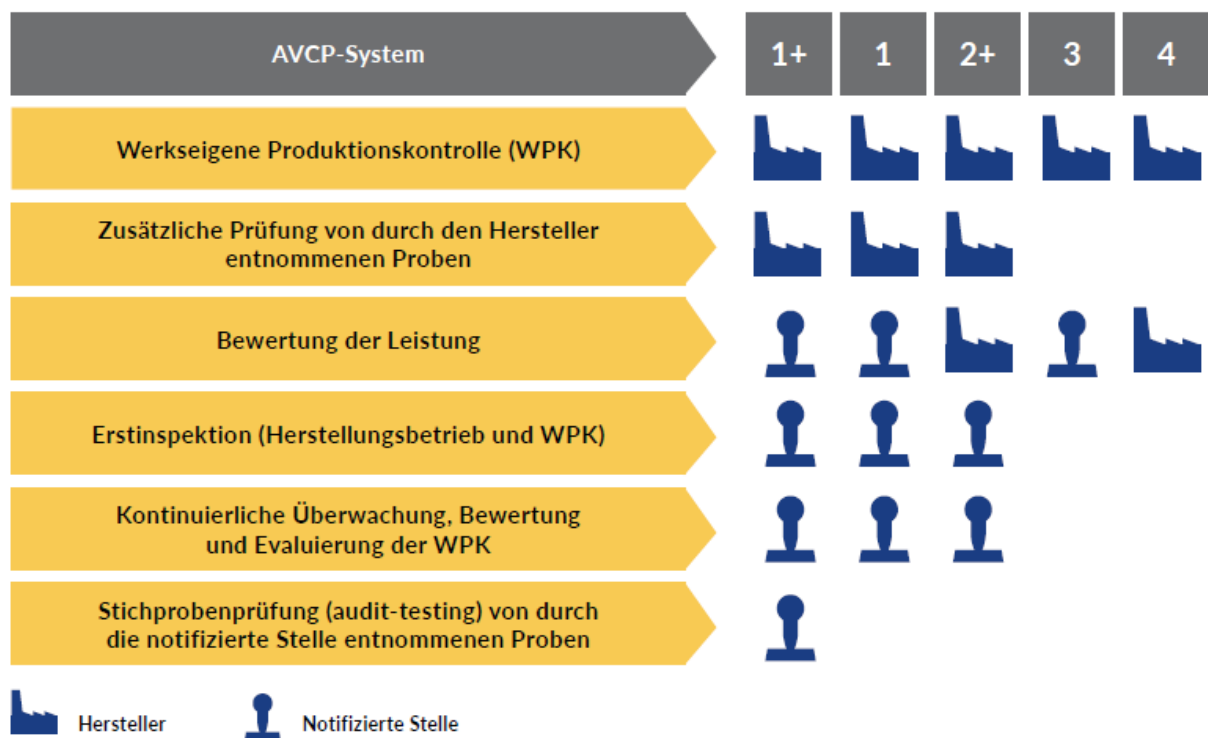 AVCP-System
1+ 1 2+ 3 4
Werkseigene Produktionskontrolle (WPK)
Zusätzliche Prüfung von durch den Hersteller
entnommenen Proben
Bewertung der Leistung
Erstinspektion (Herstellungsbetrieb und WPK)
Kontinuierliche Überwachung, Bewertung
und Evaluierung der WPK
Stichprobenprüfung (audit-testing) von durch
die notifizierte Stelle entnommenen Proben
Hersteller Notifizierte Stelle